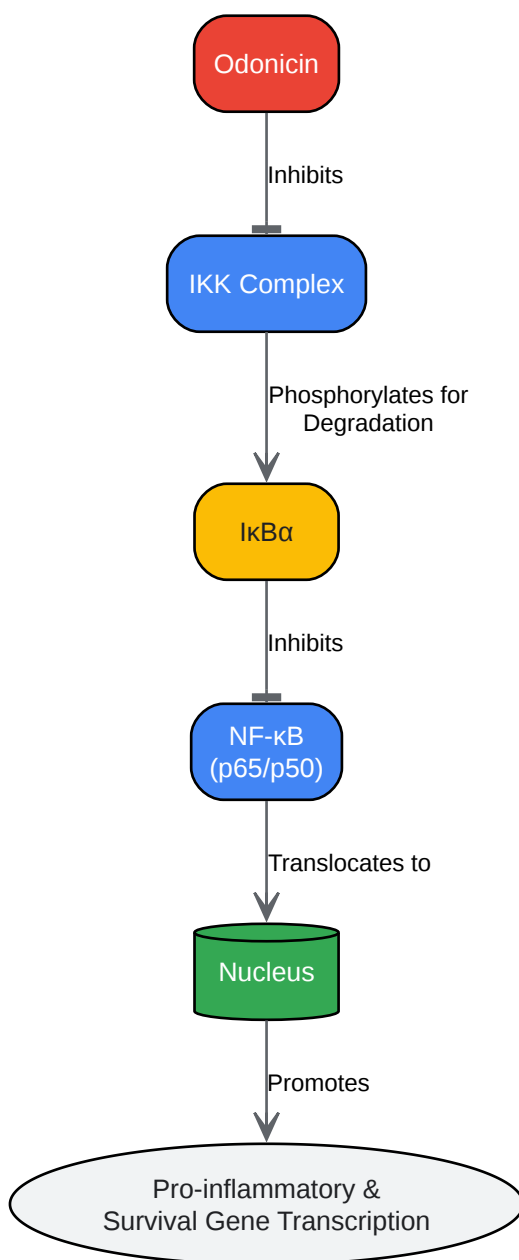 Odonicin
Inhibits
IKK Complex
Phosphorylates for
Degradation
IκBα
Inhibits
NF-κB
(p65/p50)
Translocates to
Nucleus
Promotes
Pro-inflammatory &
Survival Gene Transcription